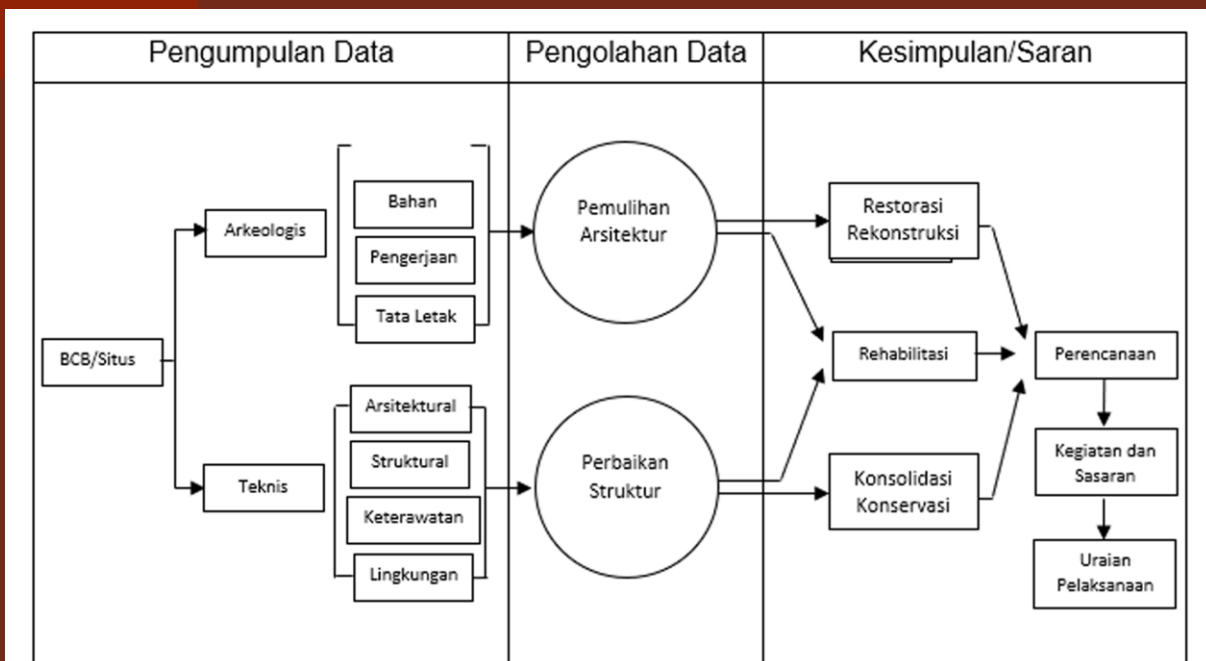 Pengumpulan Data
Pengolahan Data
Kesimpulan/Saran
BCB/Situs
Arkeologis
Bahan
Pengerjaan
Tata Letak
Teknis
Arsitektural
Struktural
Keterawatan
Lingkungan
Pemulihan
Arsitektur
Perbaikan
Struktur
Restorasi
Rekonstruksi
Rehabilitasi
Konsolidasi
Konservasi
Perencanaan
Kegiatan dan
Sasaran
Uraian
Pelaksanaan